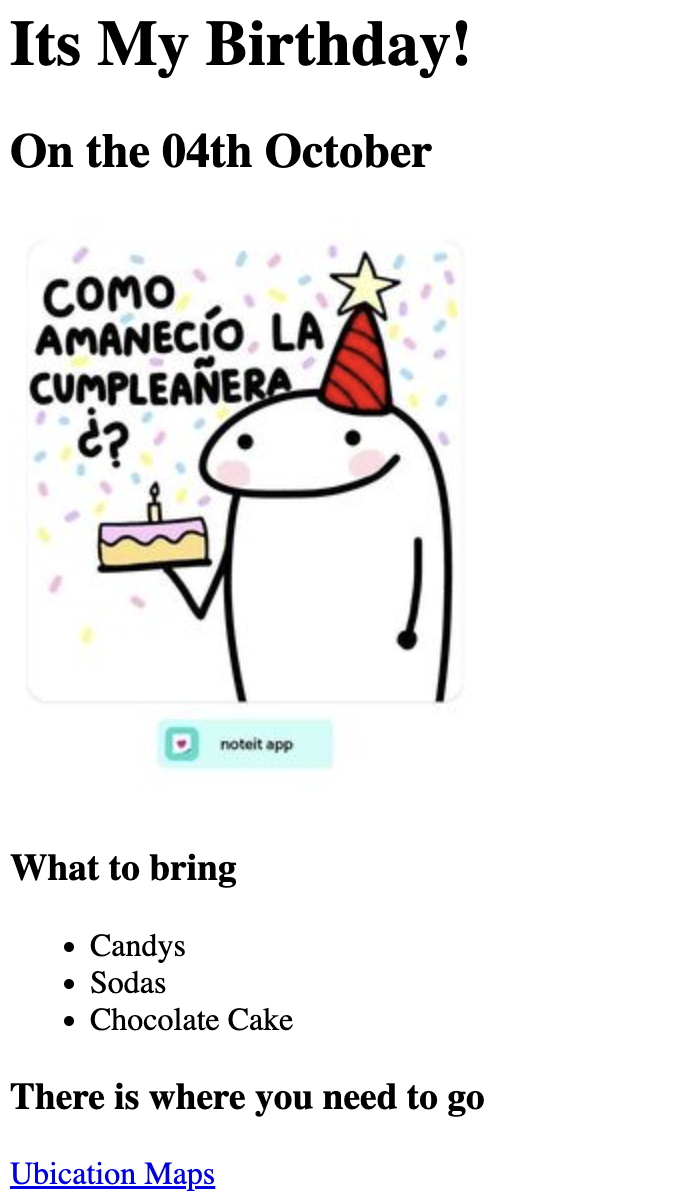 Its My Birthday!
On the 04th October
COMO
AMANECÍO LA
CUMPLEAÑERA
¿?
noteit app
What to bring
Candys
Sodas
Chocolate Cake
There is where you need to go
Ubication Maps